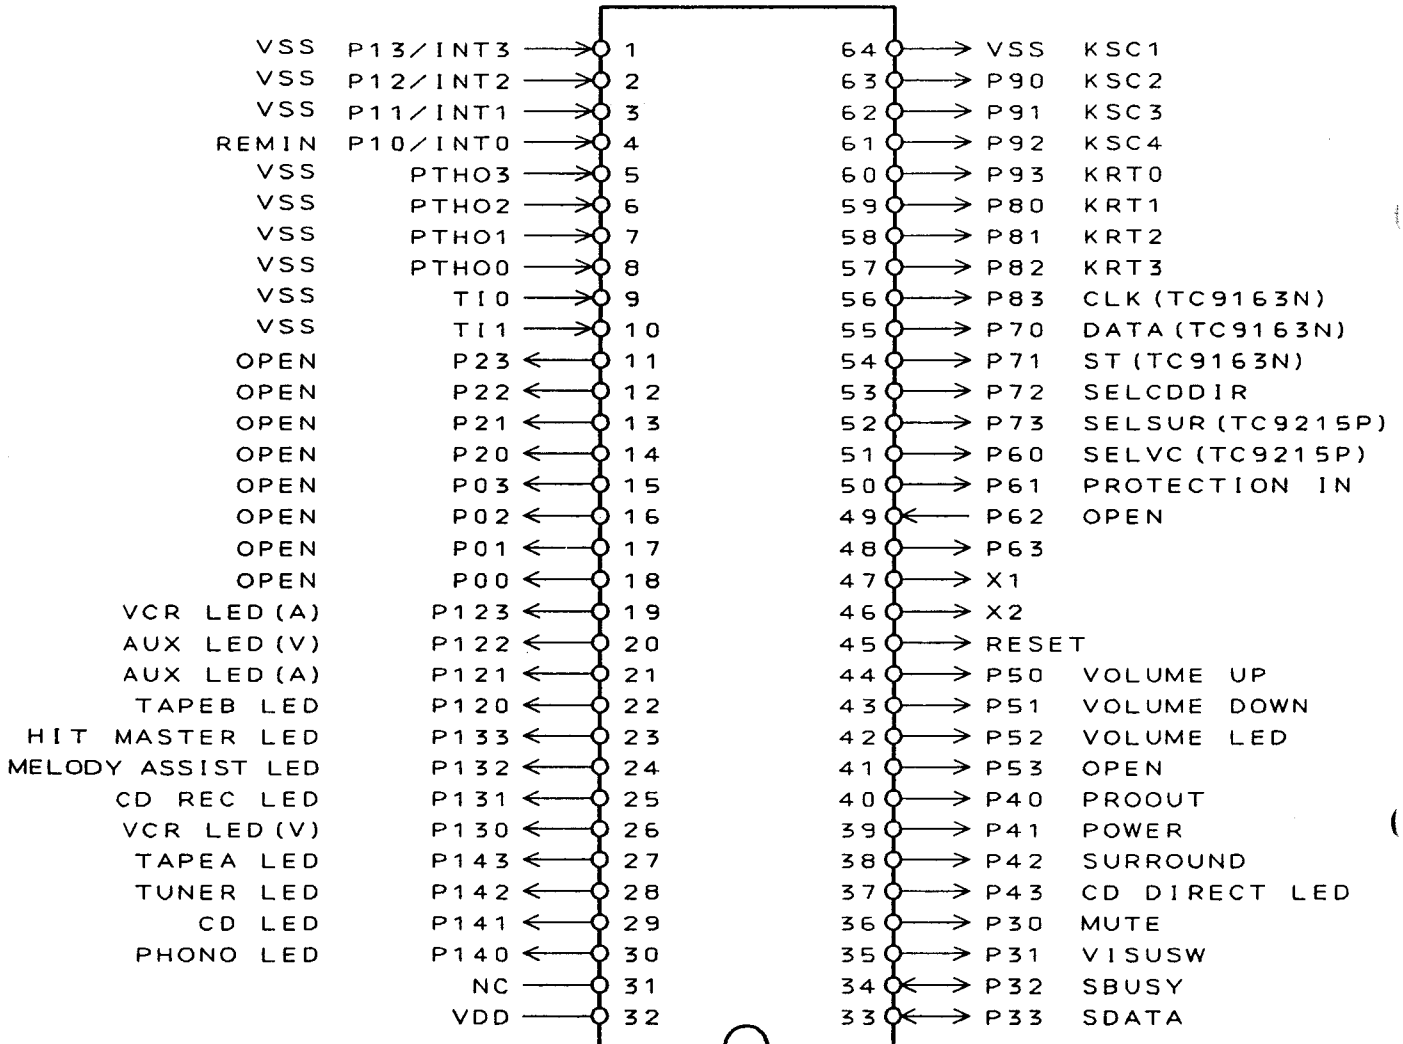 VSS P13/INT3 1 64 VSS KSC1
VSS P12/INT2 2 63 P90 KSC2
VSS P11/INT1 3 62 P91 KSC3
REMIN P10/INT0 4 61 P92 KSC4
VSS PTH03 5 60 P93 KRT0
VSS PTH02 6 59 P80 KRT1
VSS PTH01 7 58 P81 KRT2
VSS PTH00 8 57 P82 KRT3
VSS TI0 9 56 P83 CLK(TC9163N)
VSS TI1 10 55 P70 DATA(TC9163N)
OPEN P23 11 54 P71 ST(TC9163N)
OPEN P22 12 53 P72 SELCDDIR
OPEN P21 13 52 P73 SELSUR(TC9215P)
OPEN P20 14 51 P60 SELVC(TC9215P)
OPEN P03 15 50 P61 PROTECTION IN
OPEN P02 16 49 P62 OPEN
OPEN P01 17 48 P63
OPEN P00 18 47 X1
VCR LED(A) P123 19 46 X2
AUX LED(V) P122 20 45 RESET
AUX LED(A) P121 21 44 P50 VOLUME UP
TAPEB LED P120 22 43 P51 VOLUME DOWN
HIT MASTER LED P133 23 42 P52 VOLUME LED
MELODY ASSIST LED P132 24 41 P53 OPEN
CD REC LED P131 25 40 P40 PROOUT
VCR LED(V) P130 26 39 P41 POWER
TAPEA LED P143 27 38 P42 SURROUND
TUNER LED P142 28 37 P43 CD DIRECT LED
CD LED P141 29 36 P30 MUTE
PHONO LED P140 30 35 P31 VISUSW
NC 31 34 P32 SBUSY
VDD 32 33 P33 SDATA